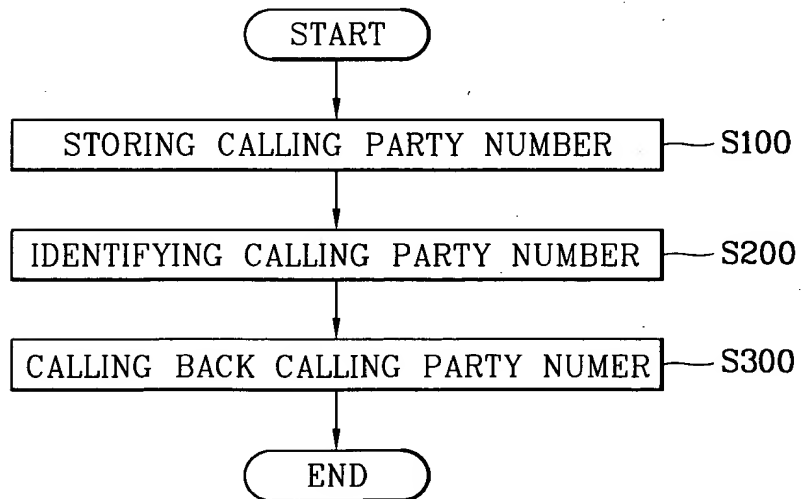 START
STORING CALLING PARTY NUMBER S100
IDENTIFYING CALLING PARTY NUMBER S200
CALLING BACK CALLING PARTY NUMER S300
END